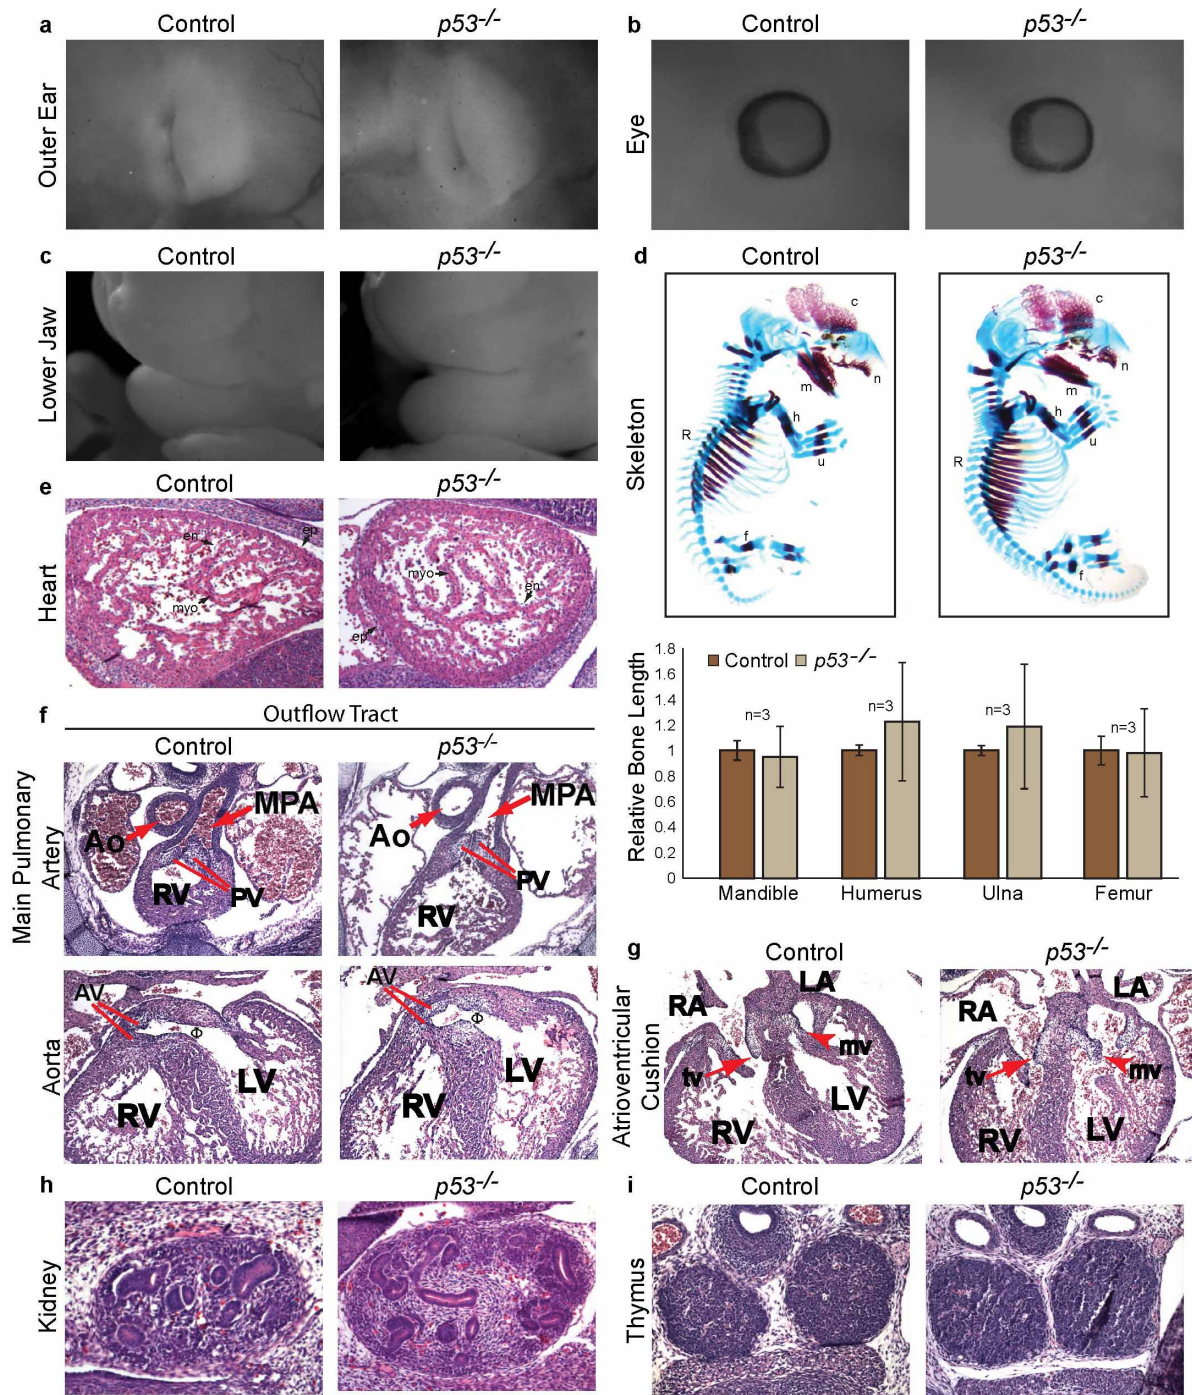 a Control p53-/-
Outer Ear
b Control p53-/-
Eye
c Control p53-/-
Lower Jaw
d Control p53-/-
Skeleton
c
n
m
h
u
R
f
c
n
m
h
u
R
f
Relative Bone Length
1.8
1.6
1.4
1.2
1
0.8
0.6
0.4
0.2
0
Control p53-/-
n=3 n=3 n=3 n=3
Mandible Humerus Ulna Femur
e Control p53-/-
Heart
en ep
myo
myo en
ep
f Outflow Tract
Control p53-/-
Main Pulmonary
Artery
Ao MPA
RV PV
Ao MPA
PV
RV
Aorta
AV
Φ
LV
RV
AV
Φ
LV
RV
g Control p53-/-
Atrioventricular
Cushion
LA
RA
tv mv
LV
RV
LA
RA
tv mv
LV
RV
h Control p53-/-
Kidney
i Control p53-/-
Thymus